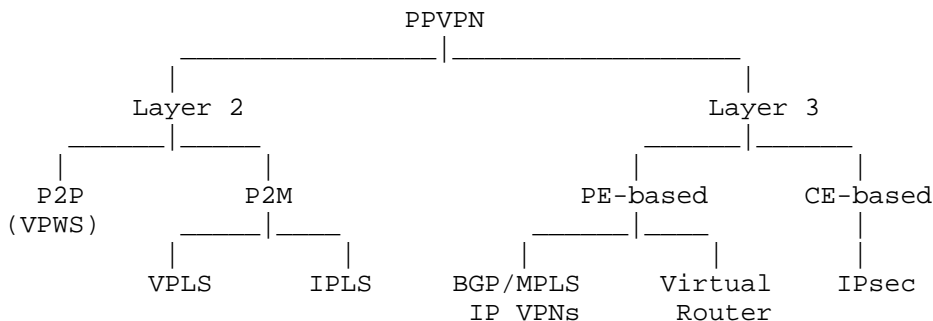 PPVPN
Layer 2 Layer 3
P2P P2M PE-based CE-based
(VPWS)
VPLS IPLS BGP/MPLS Virtual IPsec
IP VPNs Router